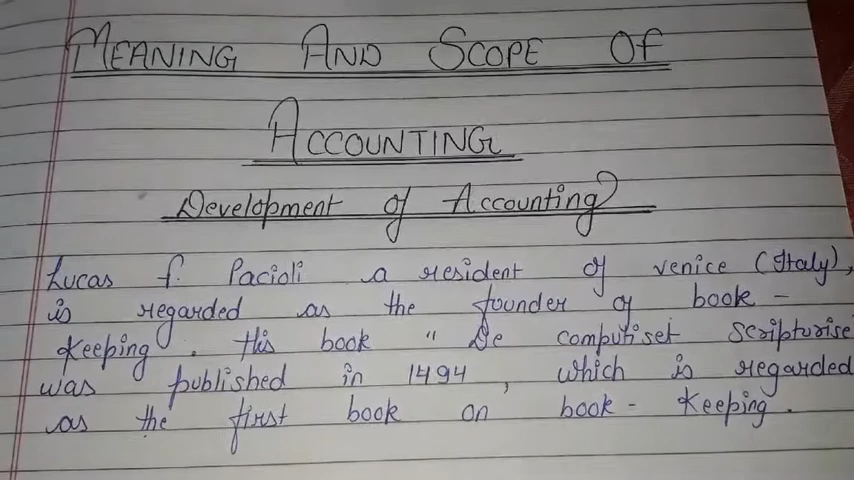 MEANING AND SCOPE OF
ACCOUNTING
Development of Accounting
Lucas f. Pacioli a resident of venice (Italy),
is regarded as the founder of book -
Keeping. His book " De computiset scripturise
was published in 1494, which is regarded
as the first book on book - Keeping.